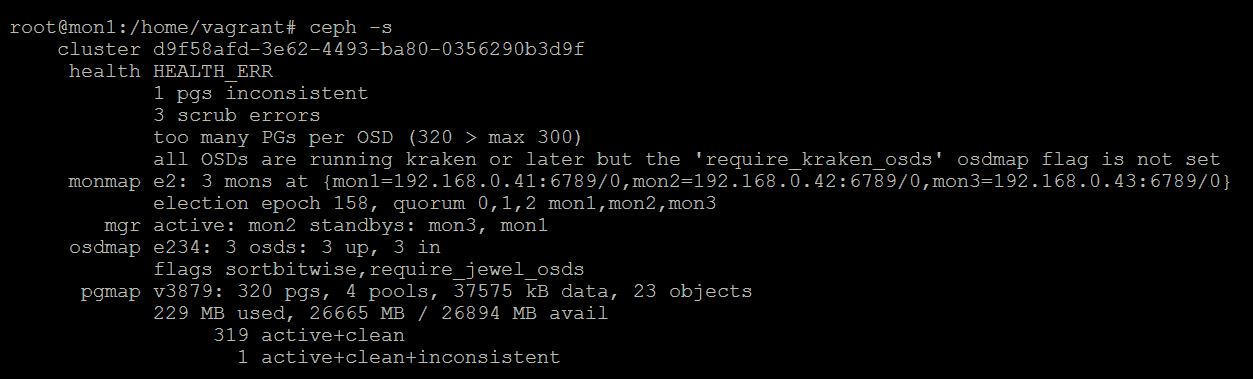 root@mon1:/home/vagrant# ceph -s
cluster d9f58afd-3e62-4493-ba80-0356290b3d9f
health HEALTH_ERR
1 pgs inconsistent
3 scrub errors
too many PGs per OSD (320 > max 300)
all OSDs are running kraken or later but the 'require_kraken_osds' osdmap flag is not set
monmap e2: 3 mons at {mon1=192.168.0.41:6789/0,mon2=192.168.0.42:6789/0,mon3=192.168.0.43:6789/0}
election epoch 158, quorum 0,1,2 mon1,mon2,mon3
mgr active: mon2 standbys: mon3, mon1
osdmap e234: 3 osds: 3 up, 3 in
flags sortbitwise,require_jewel_osds
pgmap v3879: 320 pgs, 4 pools, 37575 kB data, 23 objects
229 MB used, 26665 MB / 26894 MB avail
319 active+clean
1 active+clean+inconsistent